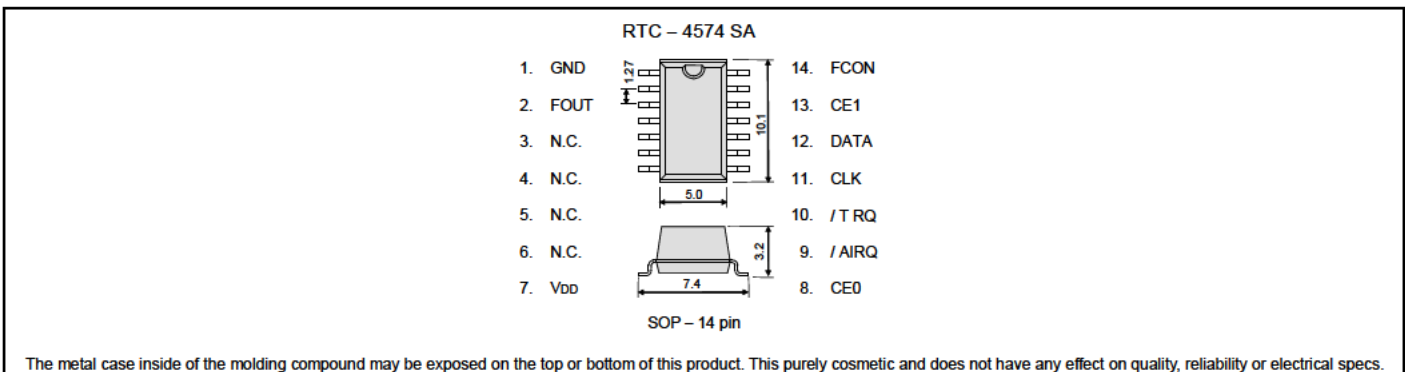 RTC – 4574 SA
1. GND
2. FOUT
3. N.C.
4. N.C.
5. N.C.
6. N.C.
7. VDD
1.27
10.1
5.0
14. FCON
13. CE1
12. DATA
11. CLK
10. / T RQ
9. / AIRQ
8. CE0
3.2
7.4
SOP – 14 pin
The metal case inside of the molding compound may be exposed on the top or bottom of this product. This purely cosmetic and does not have any effect on quality, reliability or electrical specs.